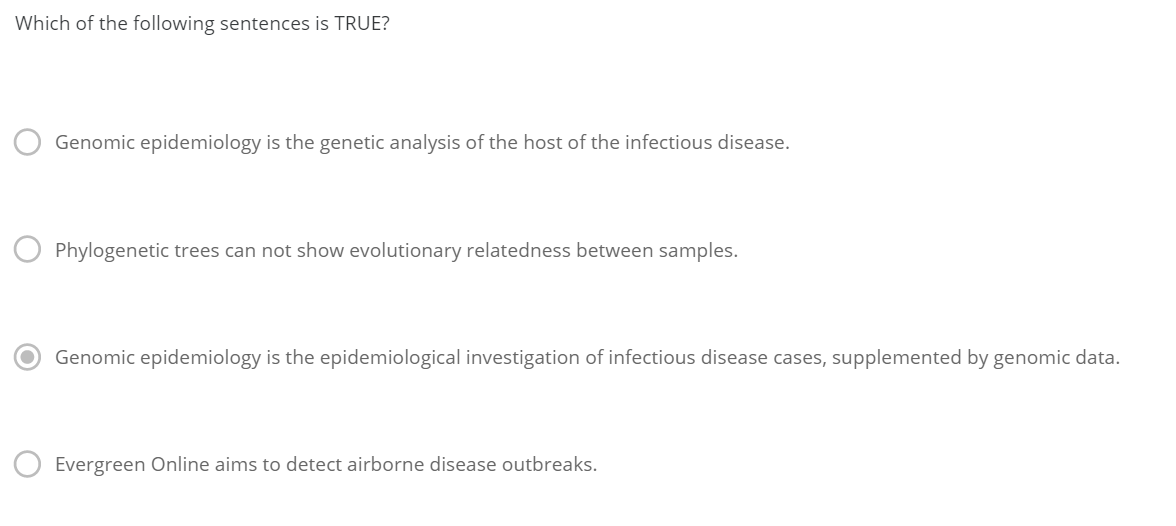 Which of the following sentences is TRUE?
Genomic epidemiology is the genetic analysis of the host of the infectious disease.
Phylogenetic trees can not show evolutionary relatedness between samples.
Genomic epidemiology is the epidemiological investigation of infectious disease cases, supplemented by genomic data.
Evergreen Online aims to detect airborne disease outbreaks.